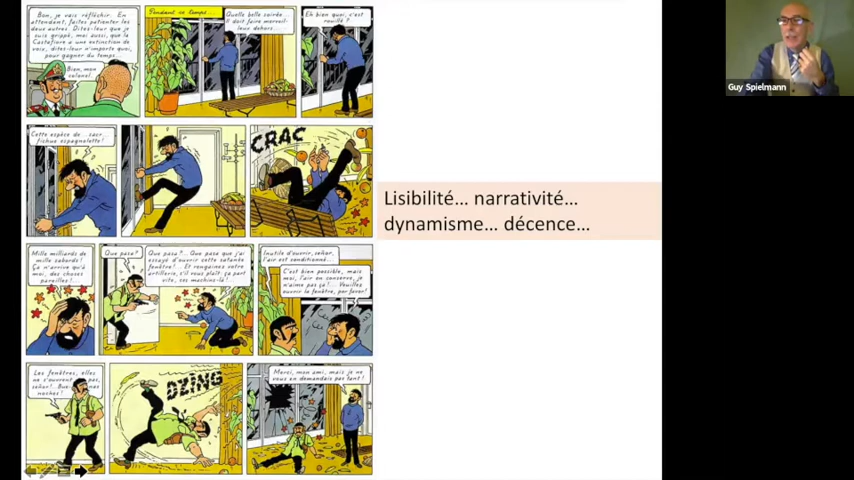 Bon, je vais réfléchir. En
attendant, faites patienter les
deux autres. Dites-leur que je
suis grippé, moi aussi, que la
Castafiore a une extinction de
voix, dites-leur n'importe quoi,
pour gagner du temps.
Bien, mon
colonel.
Pendant ce temps...
Quelle belle soirée...
Il doit faire merveil-
leux dehors.
Eh bien quoi, c'est
rouillé ?
Cette espèce de... sacr...
fichue espagnolette !
CRAC
Mille milliards de
mille sabords !
Ça n'arrive qu'à
moi, des choses
pareilles !
Que pasa?
Que pasa?... Que pasa que j'ai
essayé d'ouvrir cette satanée
fenêtre !... Et rengainez votre
artillerie, s'il vous plaît: ça part
vite, ces machins-là !
Inutile d'ouvrir, señor,
l'air est conditionné...
C'est bien possible, mais
moi, l'air en conserve, je
n'aime pas ça !... Veuillez
ouvrir la fenêtre, por favor!
Les fenêtres, elles
ne s'ouvrent pas,
señor !... Buenas
noches !
DZING
Merci, mon ami, mais je ne
vous en demandais pas tant !
Lisibilité… narrativité…
dynamisme… décence…
Guy Spielmann